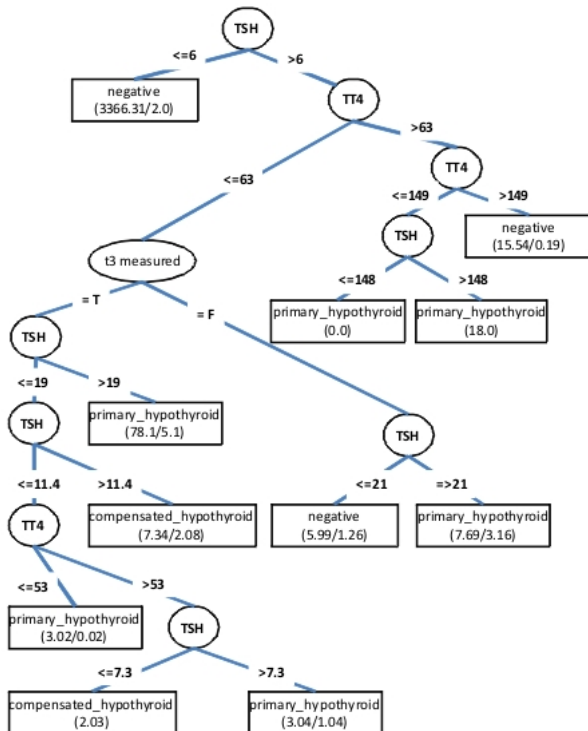 TSH
<=6
>6
negative
(3366.31/2.0)
TT4
>63
<=63
TT4
<=149
>149
TSH
negative
(15.54/0.19)
t3 measured
<=148
>148
primary_hypothyroid
(0.0)
primary_hypothyroid
(18.0)
= T
= F
TSH
<=19
>19
TSH
primary_hypothyroid
(78.1/5.1)
TSH
<=11.4
>11.4
<=21
=>21
TT4
compensated_hypothyroid
(7.34/2.08)
negative
(5.99/1.26)
primary_hypothyroid
(7.69/3.16)
<=53
>53
primary_hypothyroid
(3.02/0.02)
TSH
<=7.3
>7.3
compensated_hypothyroid
(2.03)
primary_hypothyroid
(3.04/1.04)